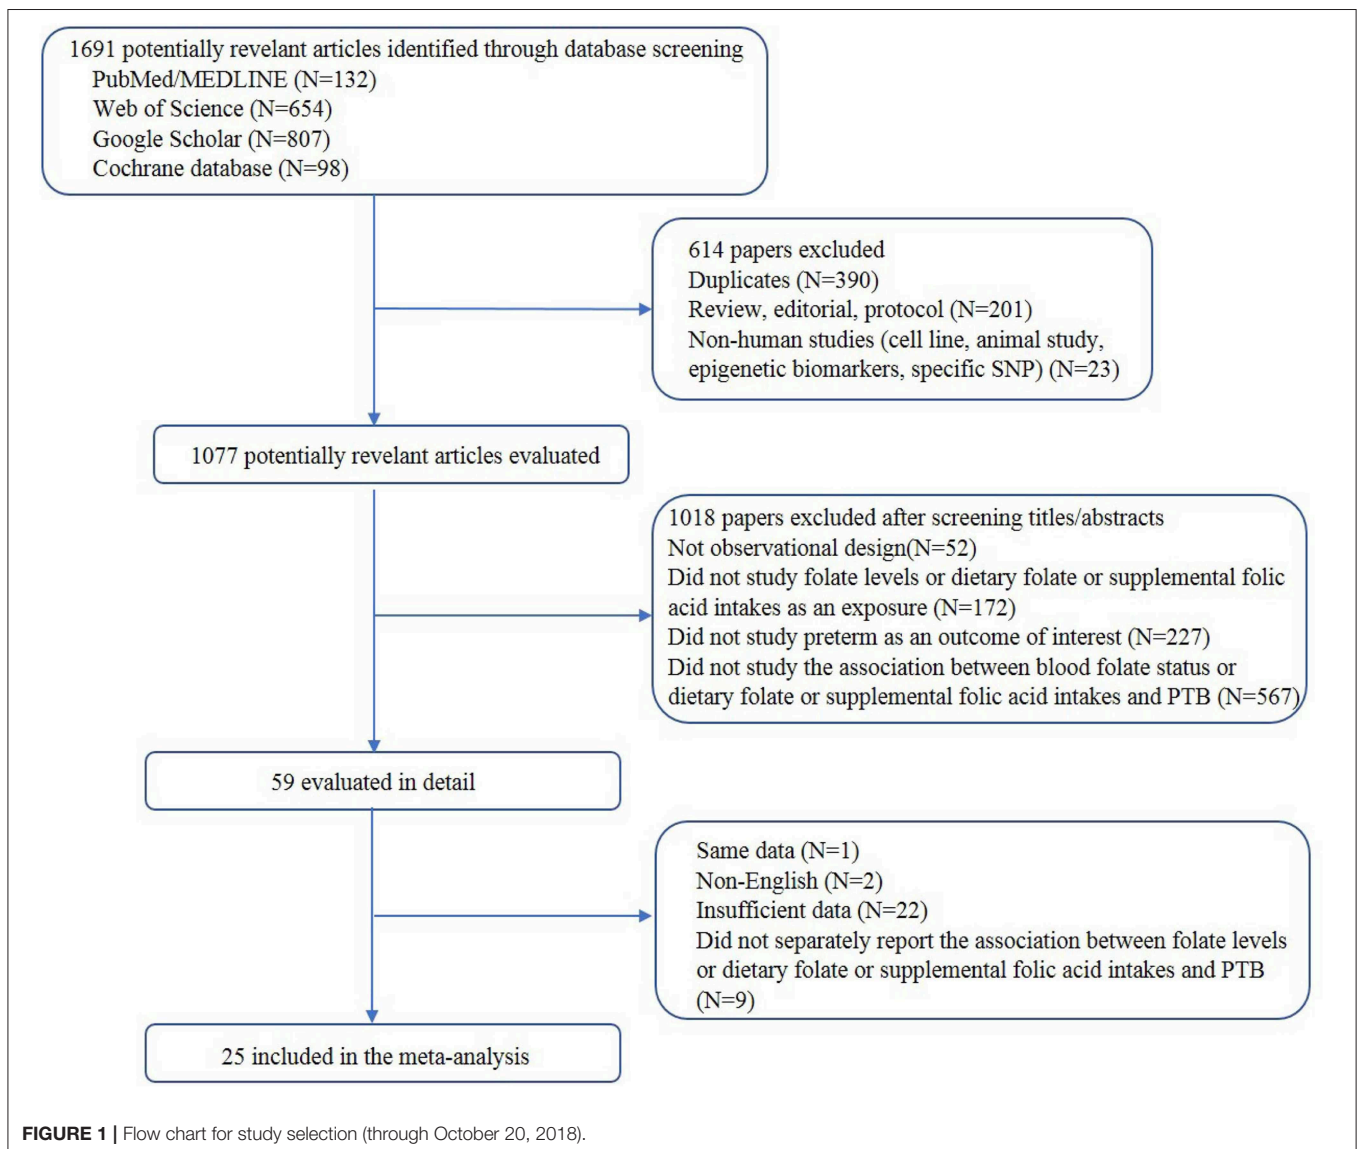 1691 potentially revelant articles identified through database screening
PubMed/MEDLINE (N=132)
Web of Science (N=654)
Google Scholar (N=807)
Cochrane database (N=98)
614 papers excluded
Duplicates (N=390)
Review, editorial, protocol (N=201)
Non-human studies (cell line, animal study,
epigenetic biomarkers, specific SNP) (N=23)
1077 potentially revelant articles evaluated
1018 papers excluded after screening titles/abstracts
Not observational design(N=52)
Did not study folate levels or dietary folate or supplemental folic
acid intakes as an exposure (N=172)
Did not study preterm as an outcome of interest (N=227)
Did not study the association between blood folate status or
dietary folate or supplemental folic acid intakes and PTB (N=567)
59 evaluated in detail
Same data (N=1)
Non-English (N=2)
Insufficient data (N=22)
Did not separately report the association between folate levels
or dietary folate or supplemental folic acid intakes and PTB
(N=9)
25 included in the meta-analysis
FIGURE 1 | Flow chart for study selection (through October 20, 2018).